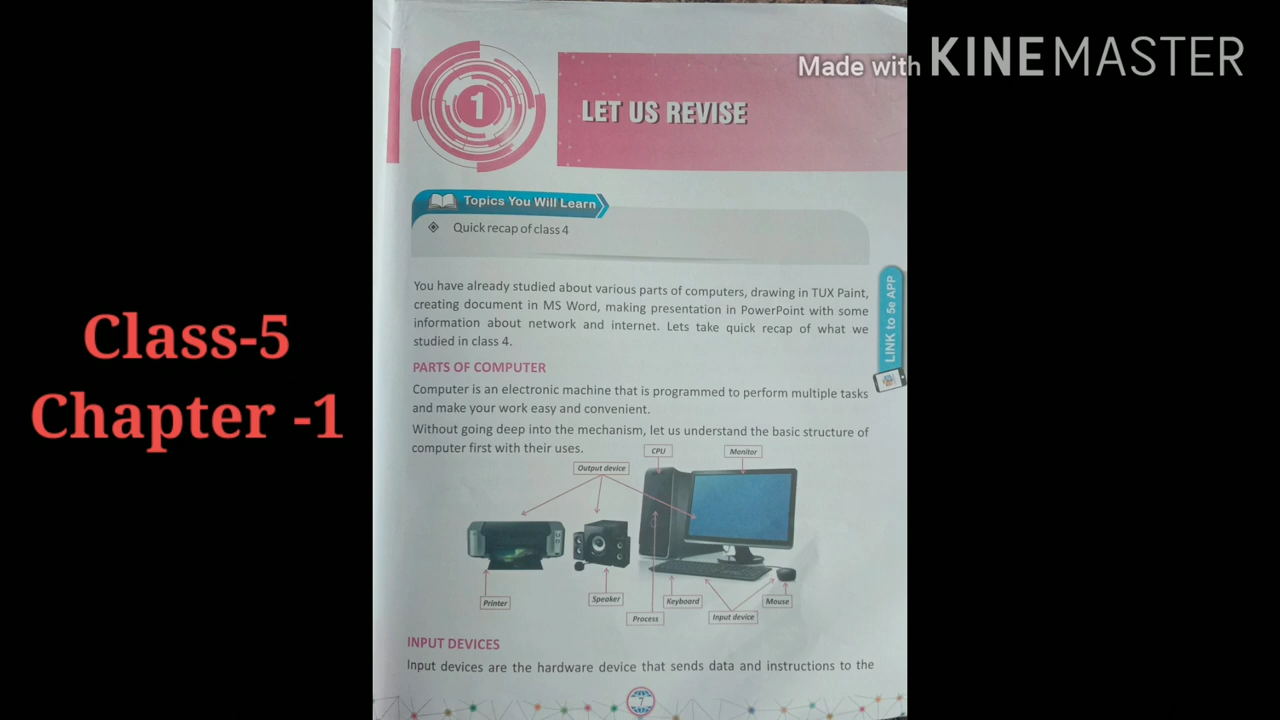 Made with KINEMASTER
1
LET US REVISE
Topics You Will Learn
Quick recap of class 4
You have already studied about various parts of computers, drawing in TUX Paint,
creating document in MS Word, making presentation in PowerPoint with some
information about network and internet. Lets take quick recap of what we
studied in class 4.
LINK to 5e APP
Class-5
Chapter -1
PARTS OF COMPUTER
Computer is an electronic machine that is programmed to perform multiple tasks
and make your work easy and convenient.
Without going deep into the mechanism, let us understand the basic structure of
computer first with their uses.
CPU
Monitor
Output device
Printer
Speaker
Keyboard
Mouse
Process
Input device
INPUT DEVICES
Input devices are the hardware device that sends data and instructions to the
7